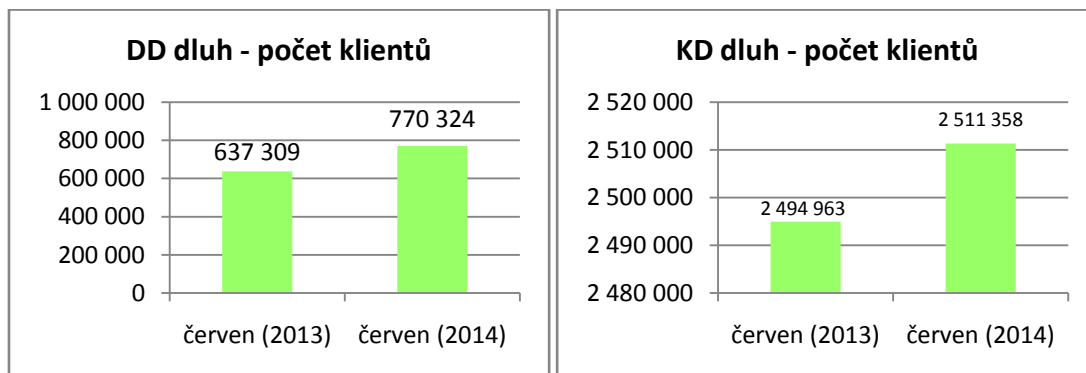 DD dluh - počet klientů
1 000 000
800 000
600 000
400 000
200 000
0
637 309
770 324
červen (2013)
červen (2014)
KD dluh - počet klientů
2 520 000
2 510 000
2 500 000
2 490 000
2 480 000
2 494 963
2 511 358
červen (2013)
červen (2014)